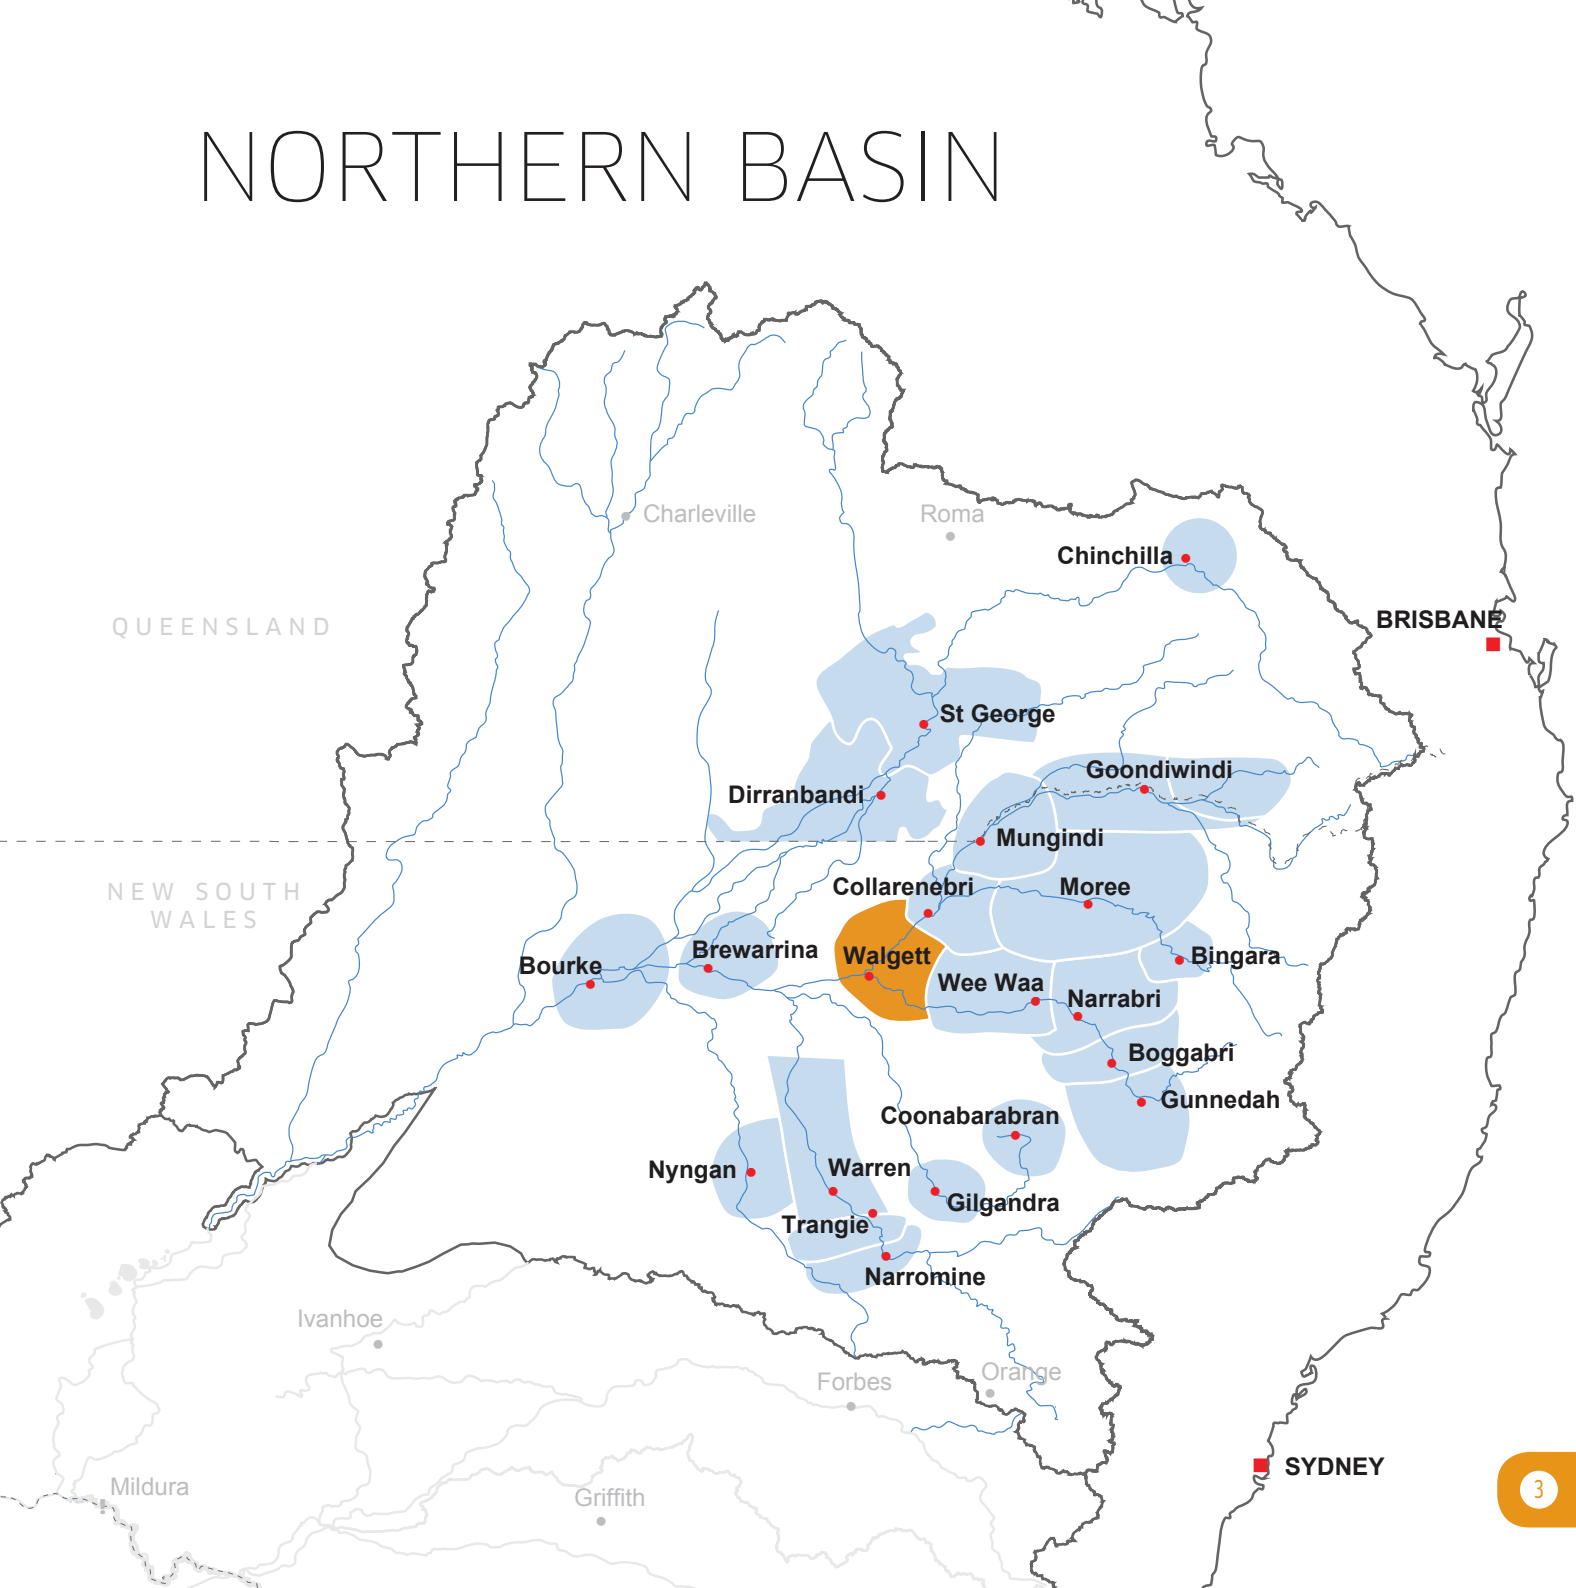 NORTHERN BASIN
Charleville
Roma
Chinchilla
QUEENSLAND
BRISBANE
St George
Goondiwindi
Dirranbandi
Mungindi
NEW SOUTH
WALES
Collarenebri
Moree
Brewarrina
Walgett
Bingara
Bourke
Wee Waa
Narrabri
Boggabri
Gunnedah
Coonabarabran
Nyngan
Warren
Gilgandra
Trangie
Narromine
Ivanhoe
Forbes
Orange
SYDNEY
Mildura
Griffith
3